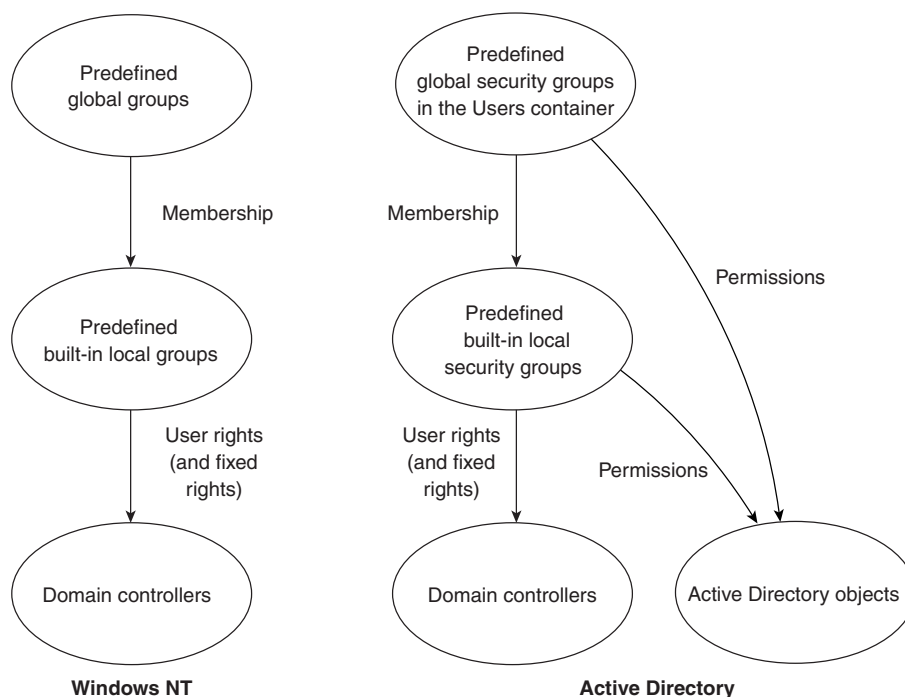 Predefined
global groups
Membership
Predefined
built-in local groups
User rights
(and fixed
rights)
Domain controllers
Windows NT
Predefined
global security groups
in the Users container
Membership
Permissions
Predefined
built-in local
security groups
User rights
(and fixed
rights)
Permissions
Domain controllers
Active Directory objects
Active Directory